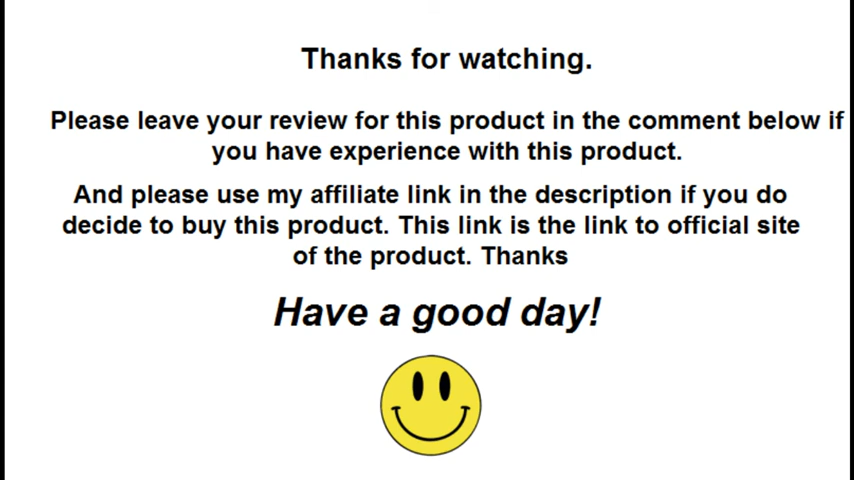 Thanks for watching.
Please leave your review for this product in the comment below if
you have experience with this product.
And please use my affiliate link in the description if you do
decide to buy this product. This link is the link to official site
of the product. Thanks
Have a good day!